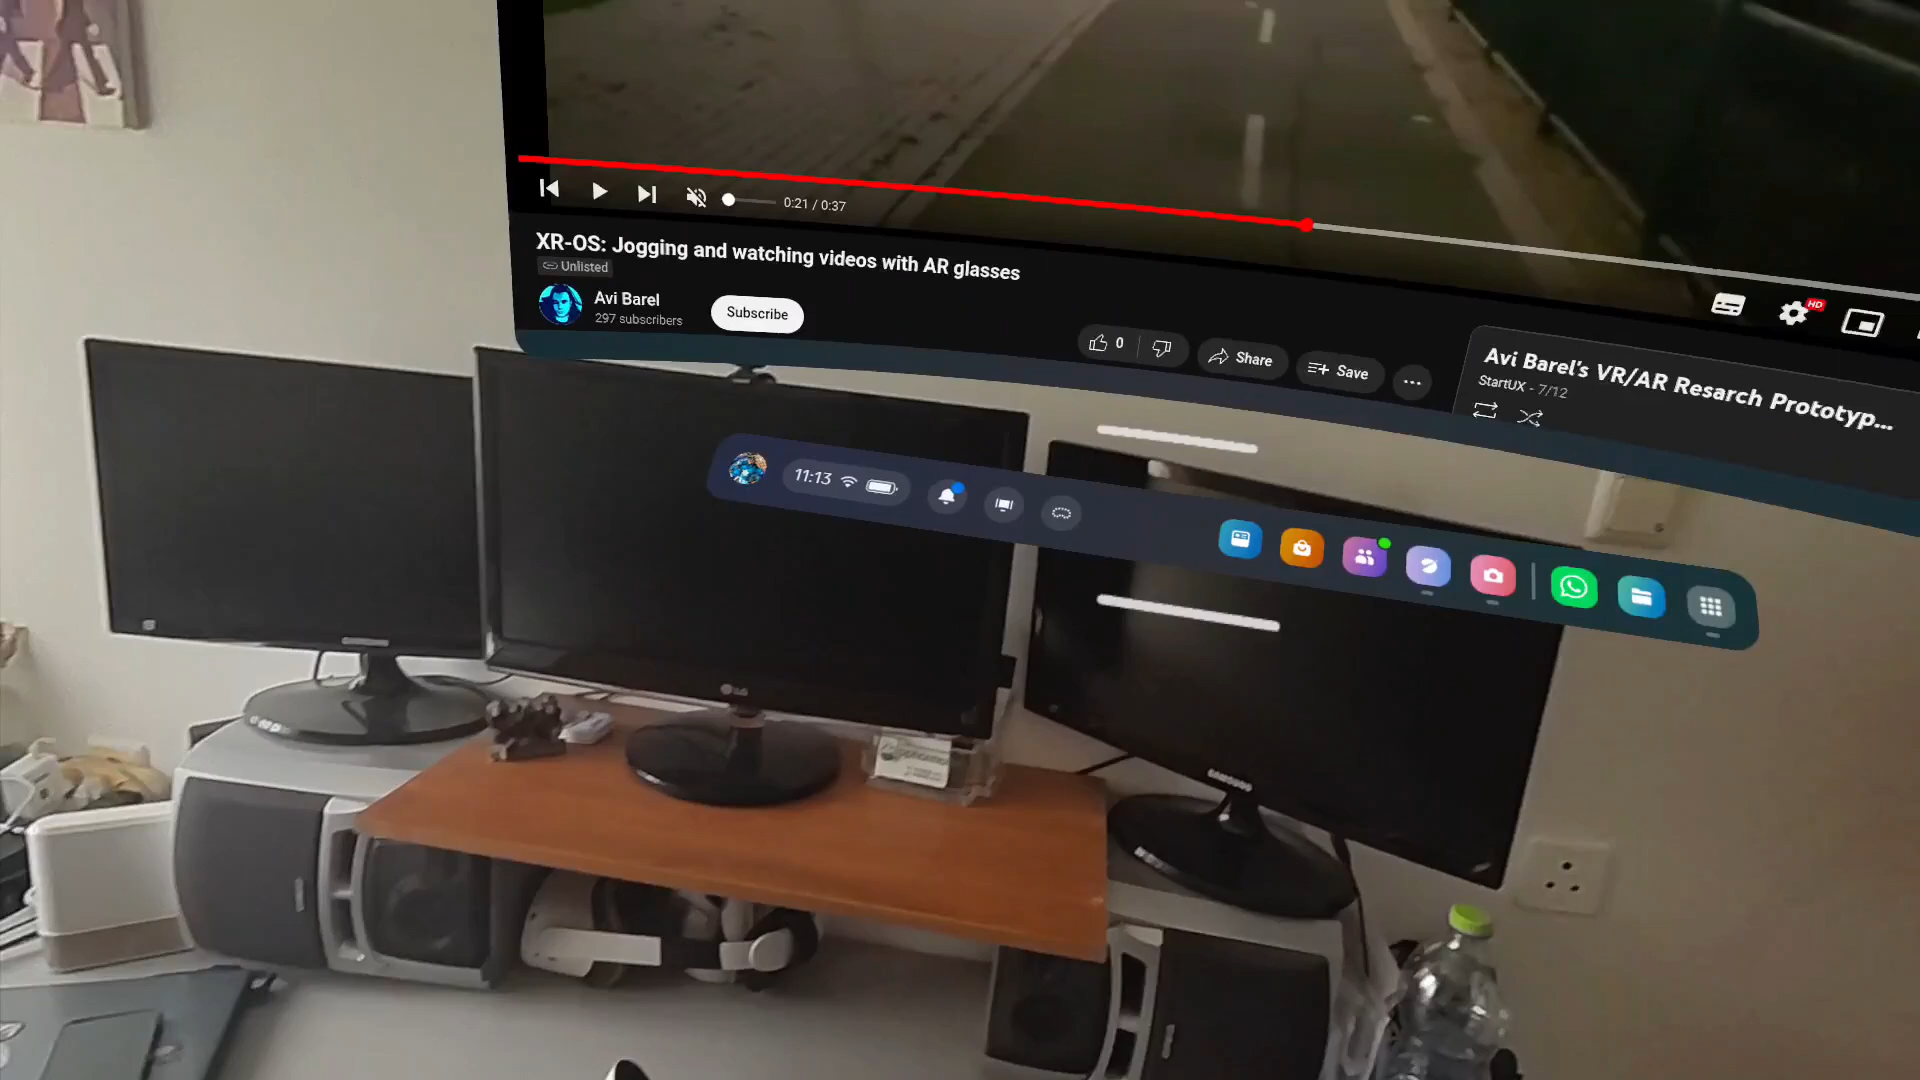 0:21 / 0:37
XR-OS: Jogging and watching videos with AR glasses
Unlisted
Avi Barel
297 subscribers
Subscribe
0
Share
Save
HD
Avi Barel's VR/AR Resarch Prototyp...
StartUX - 7/12
11:13
LG
SAMSUNG